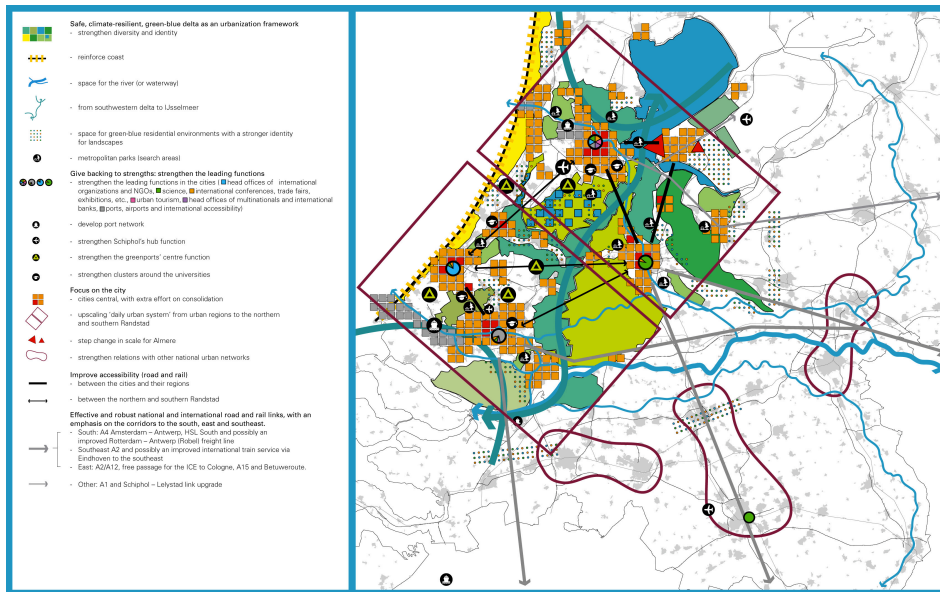 Safe, climate-resilient, green-blue delta as an urbanization framework
- strengthen diversity and identity
- reinforce coast
- space for the river (or waterway)
- from southwestern delta to IJsselmeer
- space for green-blue residential environments with a stronger identity
for landscapes
- metropolitan parks (search areas)
Give backing to strengths: strengthen the leading functions
- strengthen the leading functions in the cities ( head offices of international
organizations and NGOs, science, international conferences, trade fairs,
exhibitions, etc., urban tourism, head offices of multinationals and international
banks, ports, airports and international accessibility)
- develop port network
- strengthen Schiphol's hub function
- strengthen the greenports' centre function
- strengthen clusters around the universities
Focus on the city
- cities central, with extra effort on consolidation
- upscaling 'daily urban system' from urban regions to the northern
and southern Randstad
- step change in scale for Almere
- strengthen relations with other national urban networks
Improve accessibility (road and rail)
- between the cities and their regions
- between the northern and southern Randstad
Effective and robust national and international road and rail links, with an
emphasis on the corridors to the south, east and southeast.
- South: A4 Amsterdam – Antwerp, HSL South and possibly an
improved Rotterdam – Antwerp (Robel) freight line
- Southeast A2 and possibly an improved international train service via
Eindhoven to the southeast
- East: A2/A12, free passage for the ICE to Cologne, A15 and Betuweroute.
- Other: A1 and Schiphol – Lelystad link upgrade